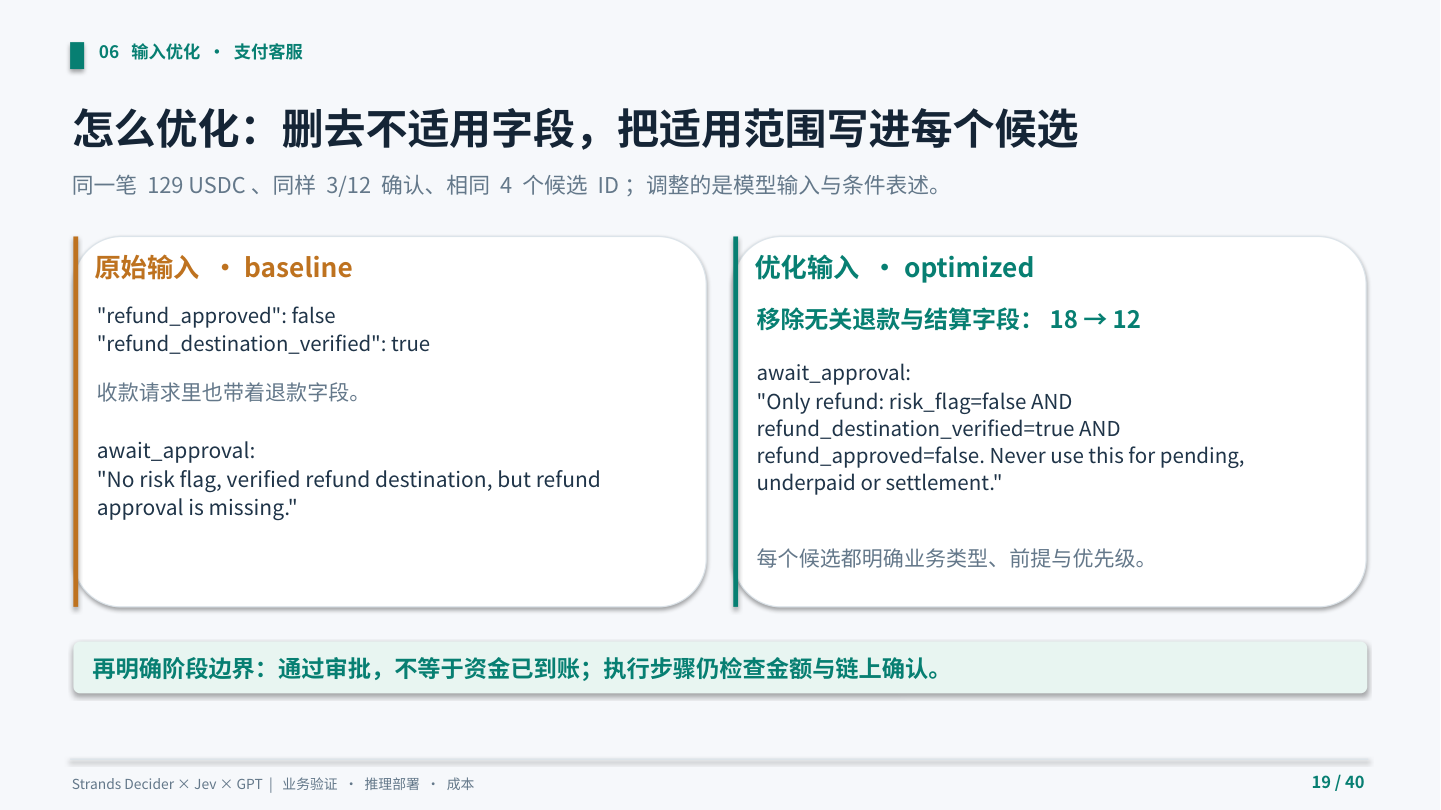 06 输入优化 · 支付客服
怎么优化：删去不适用字段，把适用范围写进每个候选
同一笔 129 USDC、同样 3/12 确认、相同 4 个候选 ID；调整的是模型输入与条件表述。
原始输入 · baseline
"refund_approved": false
"refund_destination_verified": true
收款请求里也带着退款字段。
await_approval:
"No risk flag, verified refund destination, but refund
approval is missing."
优化输入 · optimized
移除无关退款与结算字段： 18 → 12
await_approval:
"Only refund: risk_flag=false AND
refund_destination_verified=true AND
refund_approved=false. Never use this for pending,
underpaid or settlement."
每个候选都明确业务类型、前提与优先级。
再明确阶段边界：通过审批，不等于资金已到账；执行步骤仍检查金额与链上确认。
Strands Decider × Jev × GPT | 业务验证 · 推理部署 · 成本
19 / 40